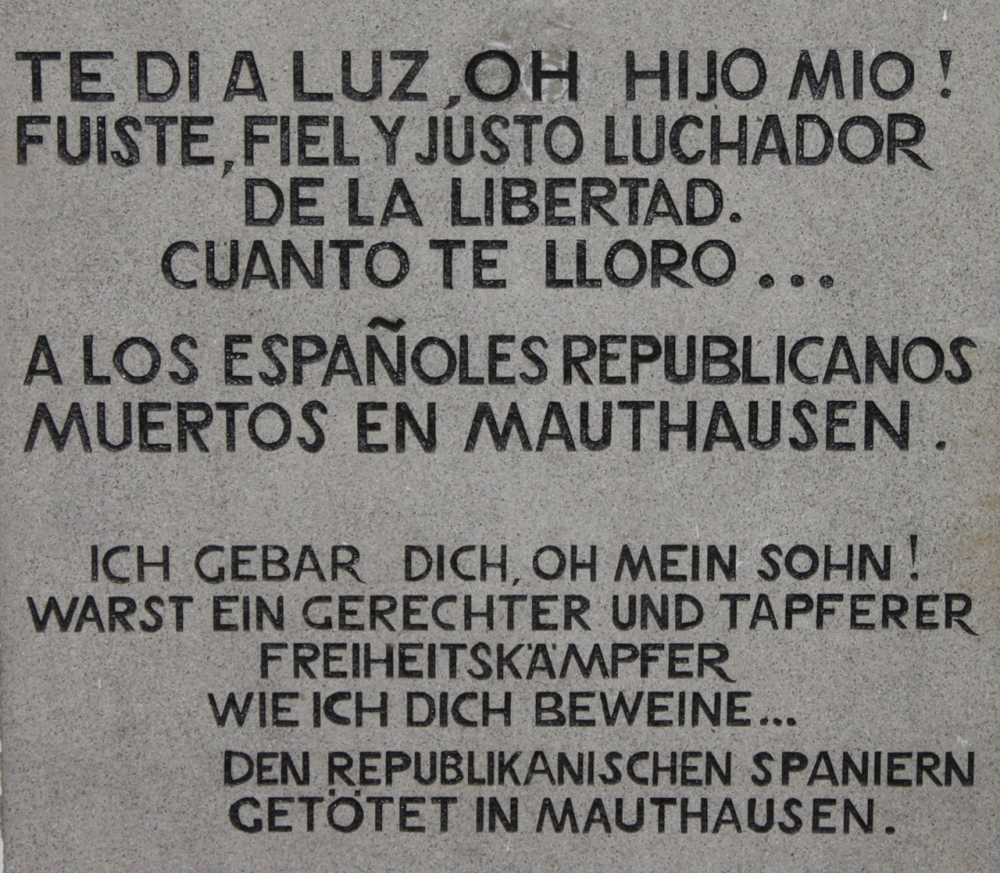 TE DI A LUZ, OH HIJO MIO!
FUISTE, FIEL Y JUSTO LUCHADOR
DE LA LIBERTAD.
CUANTO TE LLORO...
A LOS ESPAÑOLES REPUBLICANOS
MUERTOS EN MAUTHAUSEN.
ICH GEBAR DICH, OH MEIN SOHN!
WARST EIN GERECHTER UND TAPFERER
FREIHEITSKÄMPFER
WIE ICH DICH BEWEINE...
DEN REPUBLIKANISCHEN SPANIERN
GETÖTET IN MAUTHAUSEN.